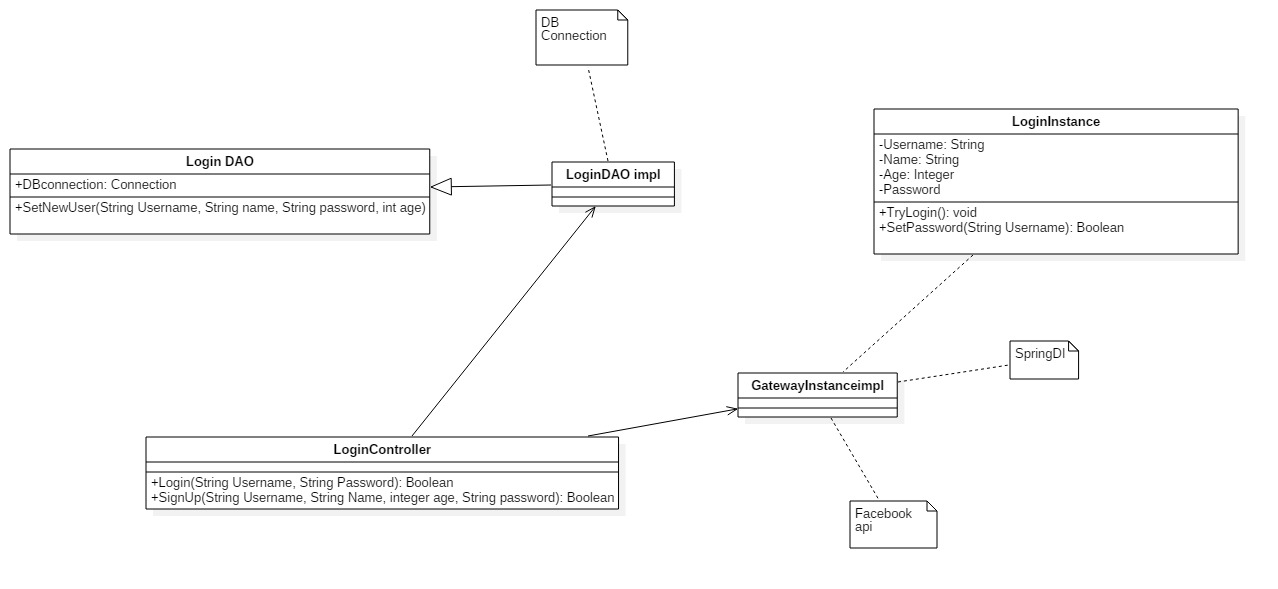 DB
Connection
LoginInstance
-Username: String
-Name: String
-Age: Integer
-Password
+TryLogin(): void
+SetPassword(String Username): Boolean
Login DAO
+DBconnection: Connection
+SetNewUser(String Username, String name, String password, int age)
LoginDAO impl
SpringDI
GatewayInstanceimpl
LoginController
+Login(String Username, String Password): Boolean
+SignUp(String Username, String Name, integer age, String password): Boolean
Facebook
api